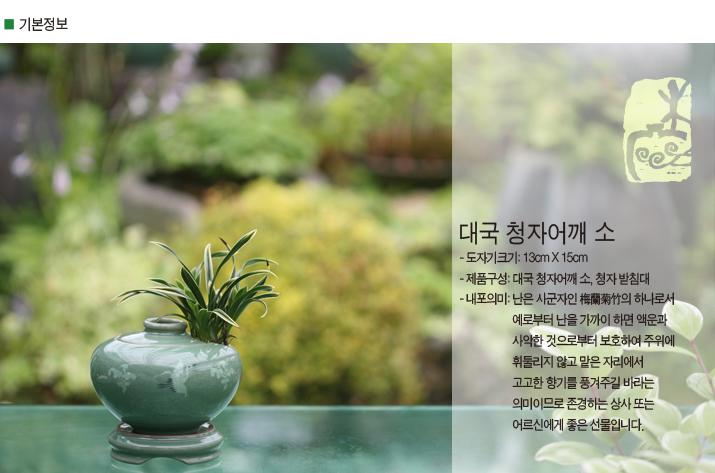 기본정보
대국 청자어깨 소
- 도자기크기: 13cm X 15cm
- 제품구성: 대국 청자어깨 소, 청자 받침대
- 내포의미: 난은 사군자인 梅蘭菊竹의 하나로서
예로부터 난을 가까이 하면 액운과
사악한 것으로부터 보호하여 주위에
휘둘리지 않고 맡은 자리에서
고고한 향기를 풍겨주길 바라는
의미이므로 존경하는 상사 또는
어르신에게 좋은 선물입니다.